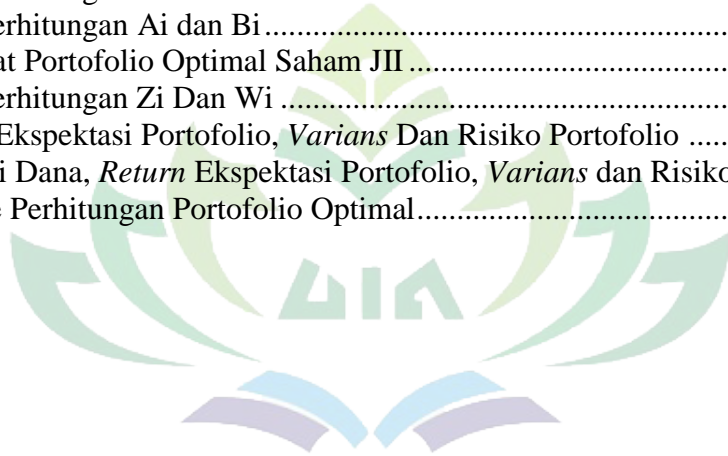 erhitungan Ai dan Bi.......................................................................
at Portofolio Optimal Saham JII.................................................
erhitungan Zi Dan Wi ....................................................................
Ekspektasi Portofolio, Varians Dan Risiko Portofolio .....
i Dana, Return Ekspektasi Portofolio, Varians dan Risiko
e Perhitungan Portofolio Optimal................................................
UIN